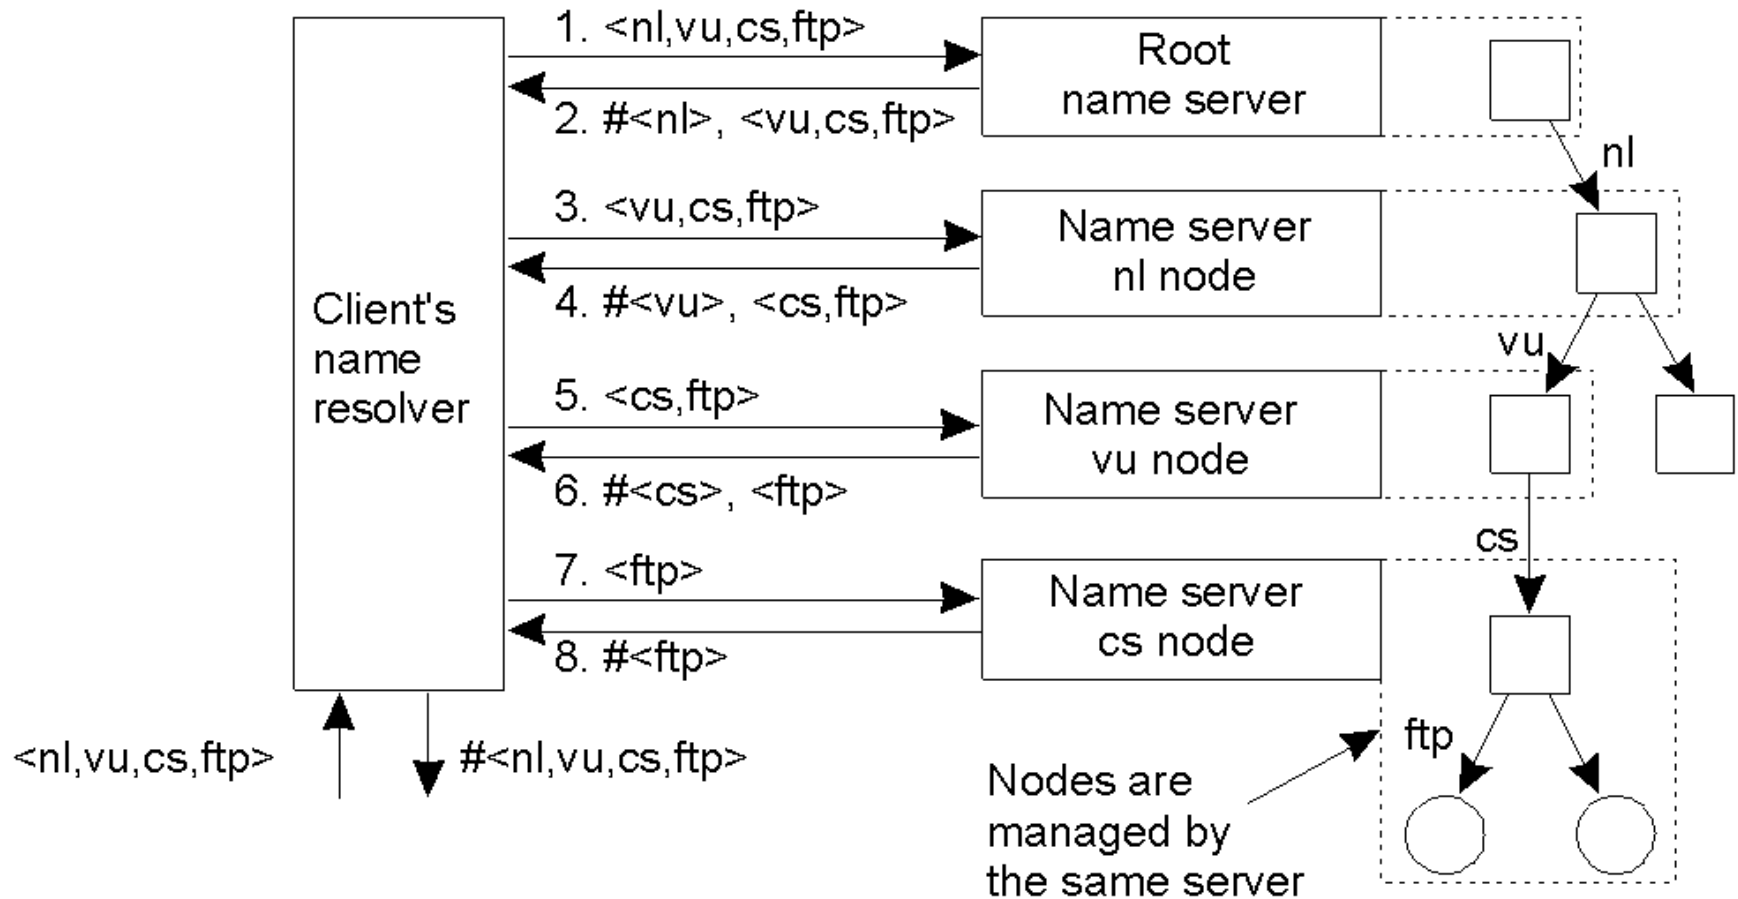 1. <nl,vu,cs,ftp>
Root
name server
2. #<nl>, <vu,cs,ftp>
nl
3. <vu,cs,ftp>
Name server
nl node
4. #<vu>, <cs,ftp>
Client's
name
resolver
vu
5. <cs,ftp>
Name server
vu node
6. #<cs>, <ftp>
cs
7. <ftp>
Name server
cs node
8. #<ftp>
ftp
<nl,vu,cs,ftp>
#<nl,vu,cs,ftp>
Nodes are
managed by
the same server